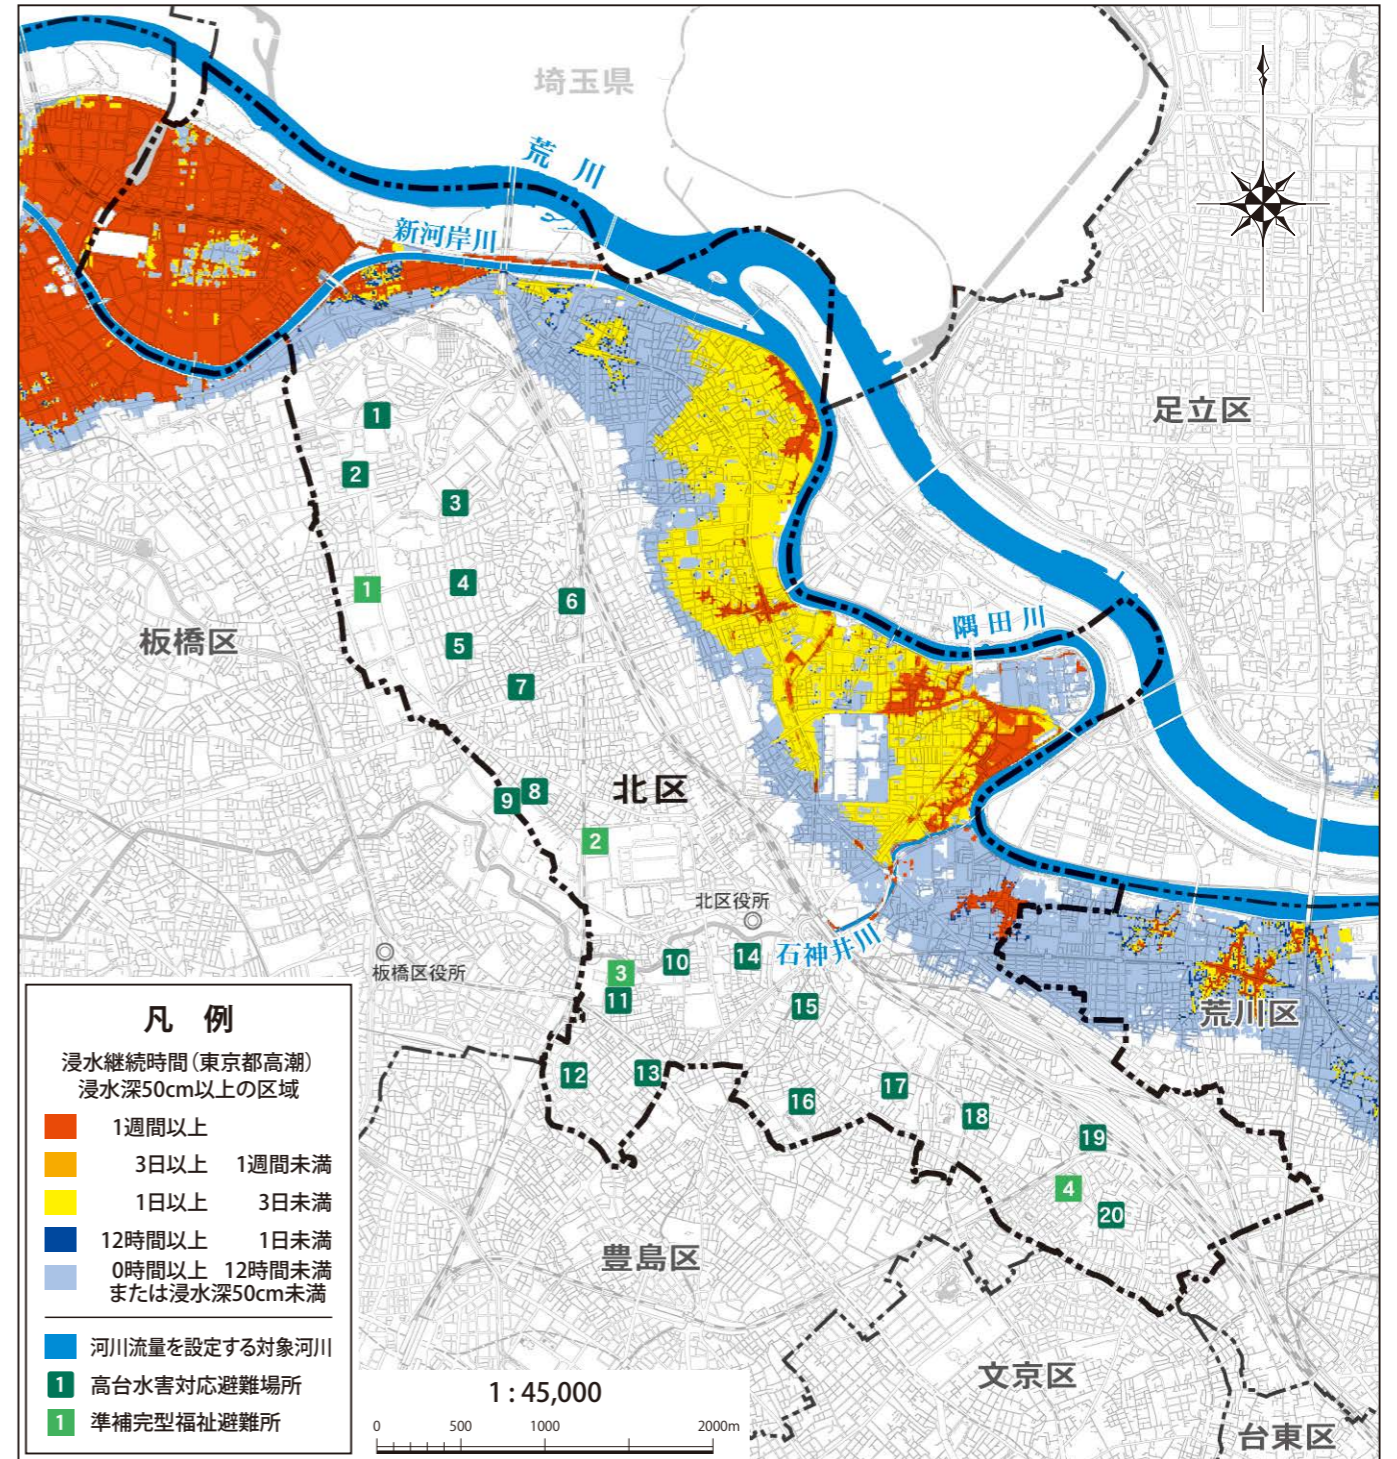 埼玉県
荒川
新河岸川
足立区
1
2
3
1
4
6
隅田川
板橋区
5
7
北区
8
9
2
北区役所
石神井川
板橋区役所
10
14
3
11
15
荒川区
12
13
16
17
18
19
4
20
豊島区
文京区
台東区
凡 例
浸水継続時間(東京都高潮)
浸水深50cm以上の区域
1週間以上
3日以上 1週間未満
1日以上 3日未満
12時間以上 1日未満
0時間以上 12時間未満
または浸水深50cm未満
河川流量を設定する対象河川
1 高台水害対応避難場所
1 準補完型福祉避難所
1:45,000
0 500 1000 2000m